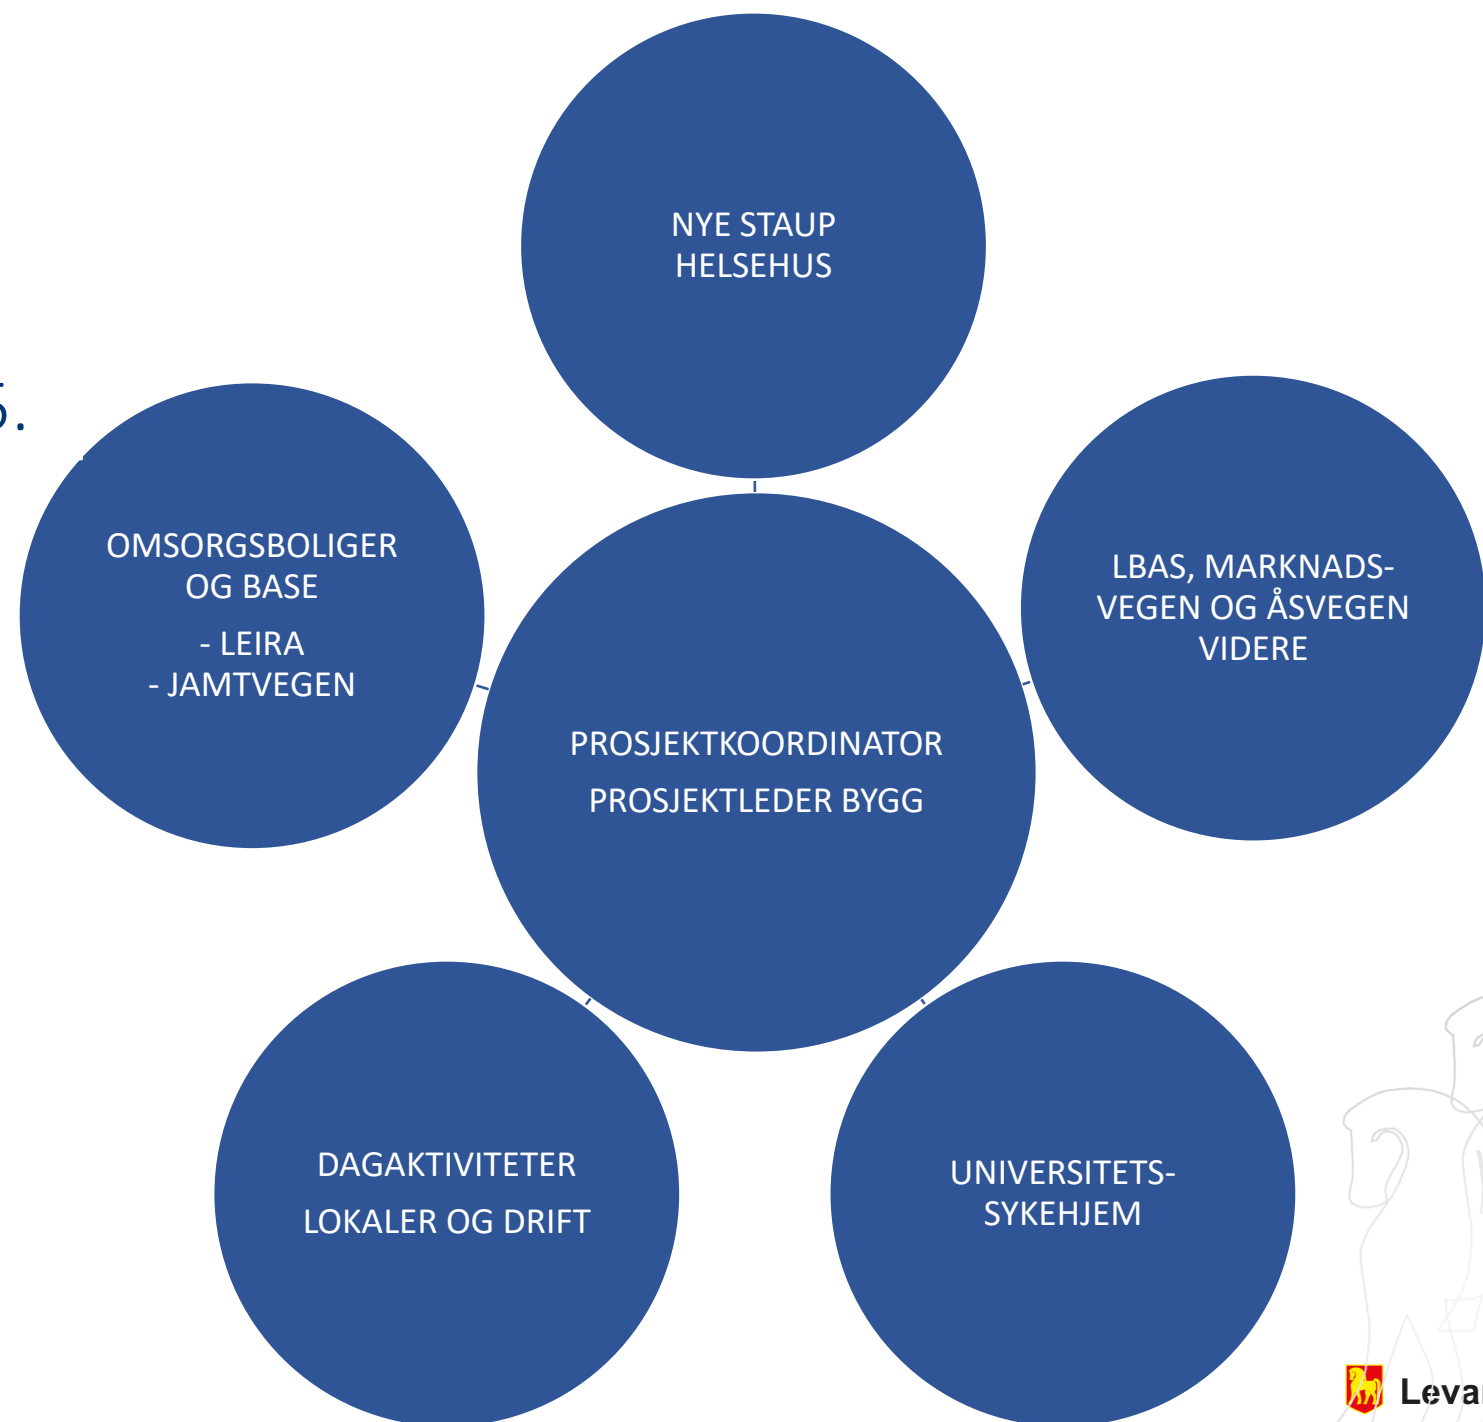 NYE STAUP
HELSEHUS
5.
OMSORGSBOLIGER
OG BASE
- LEIRA
- JAMTVEGEN
LBAS, MARKNADS-
VEGEN OG ÅSVEGEN
VIDERE
PROSJEKTKOORDINATOR
PROSJEKTLEDER BYGG
DAGAKTIVITETER
LOKALER OG DRIFT
UNIVERSITETS-
SYKEHJEM